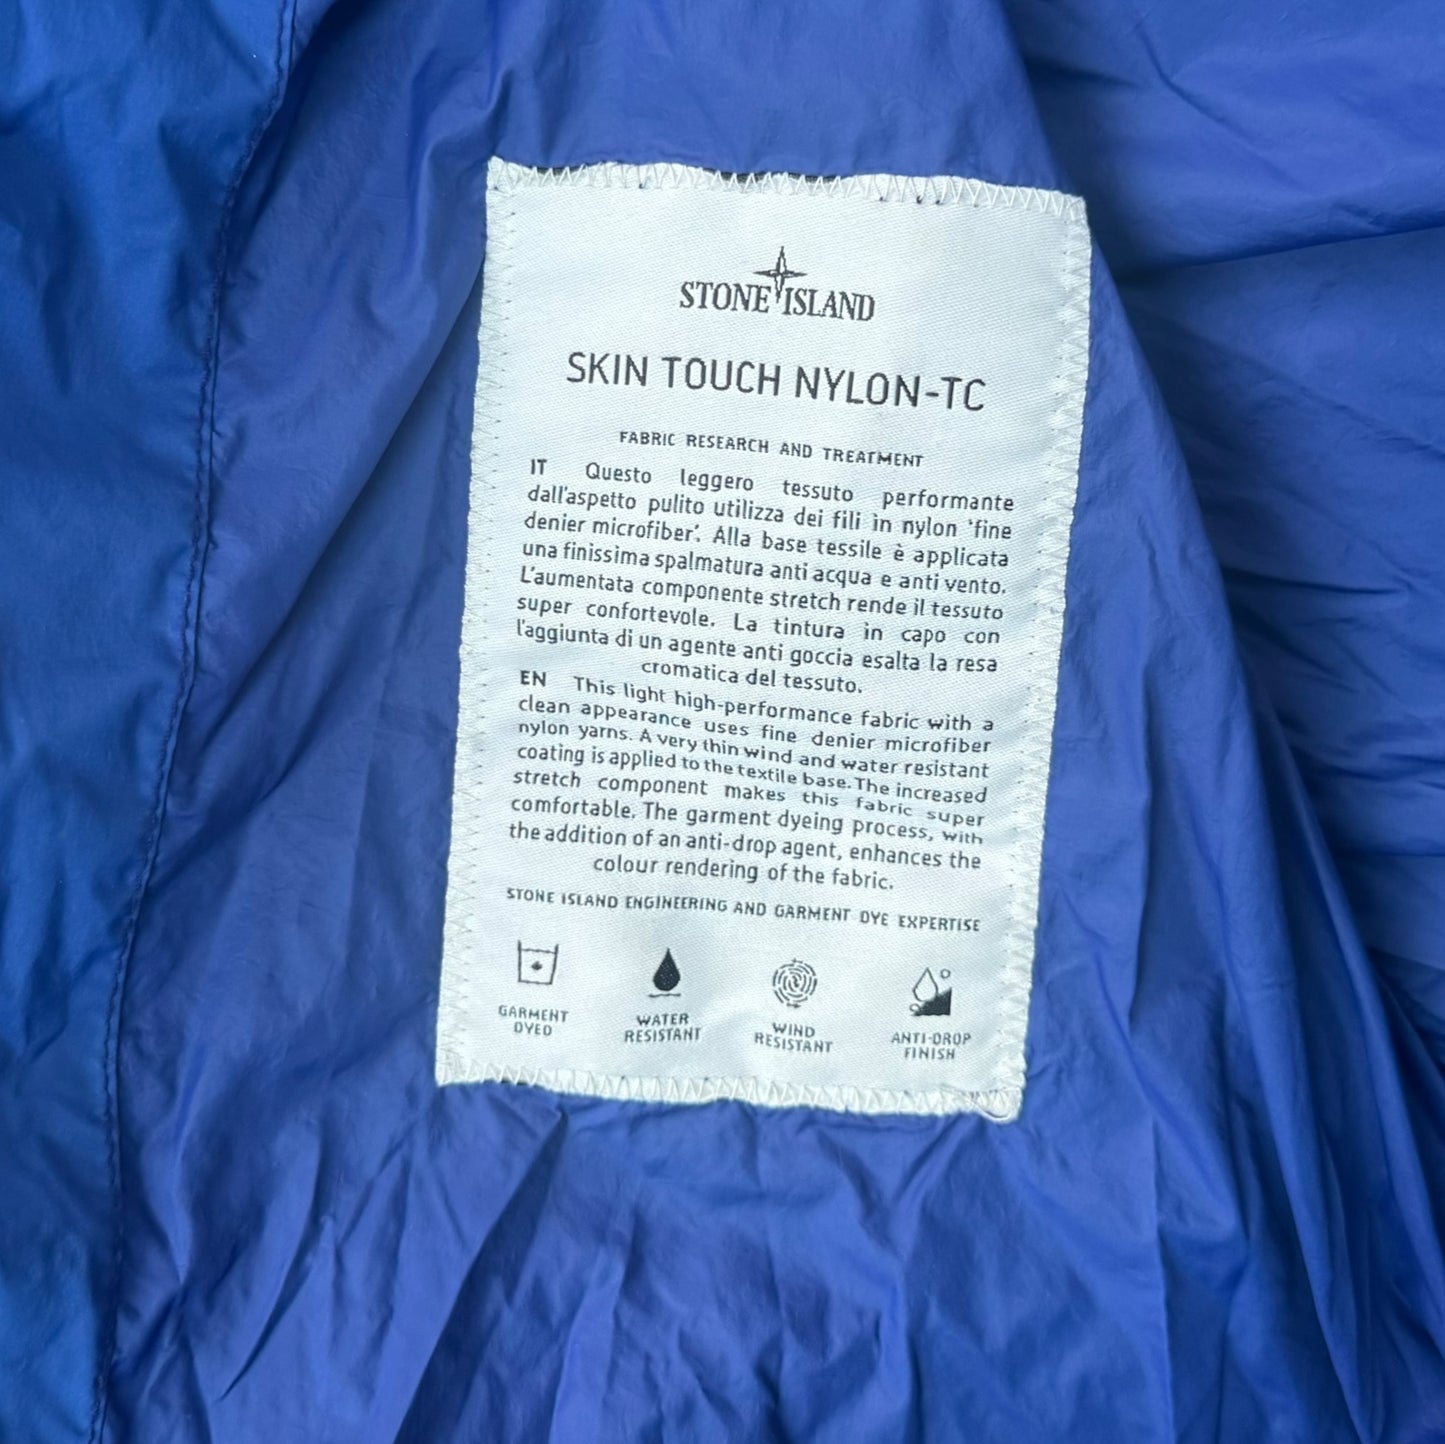 STONE ISLAND
SKIN TOUCH NYLON-TC
FABRIC RESEARCH AND TREATMENT
IT Questo leggero tessuto performante
dall'aspetto pulito utilizza dei fili in nylon 'fine
denier microfiber'. Alla base tessile è applicata
una finissima spalmatura anti acqua e anti vento.
L'aumentata componente stretch rende il tessuto
super confortevole. La tintura in capo con
l'aggiunta di un agente anti goccia esalta la resa
cromatica del tessuto.
EN This light high-performance fabric with a
clean appearance uses fine denier microfiber
nylon yarns. A very thin wind and water resistant
coating is applied to the textile base. The increased
stretch component makes this fabric super
comfortable. The garment dyeing process, with
the addition of an anti-drop agent, enhances the
colour rendering of the fabric.
STONE ISLAND ENGINEERING AND GARMENT DYE EXPERTISE
GARMENT
DYED
WATER
RESISTANT
WIND
RESISTANT
ANTI-DROP
FINISH